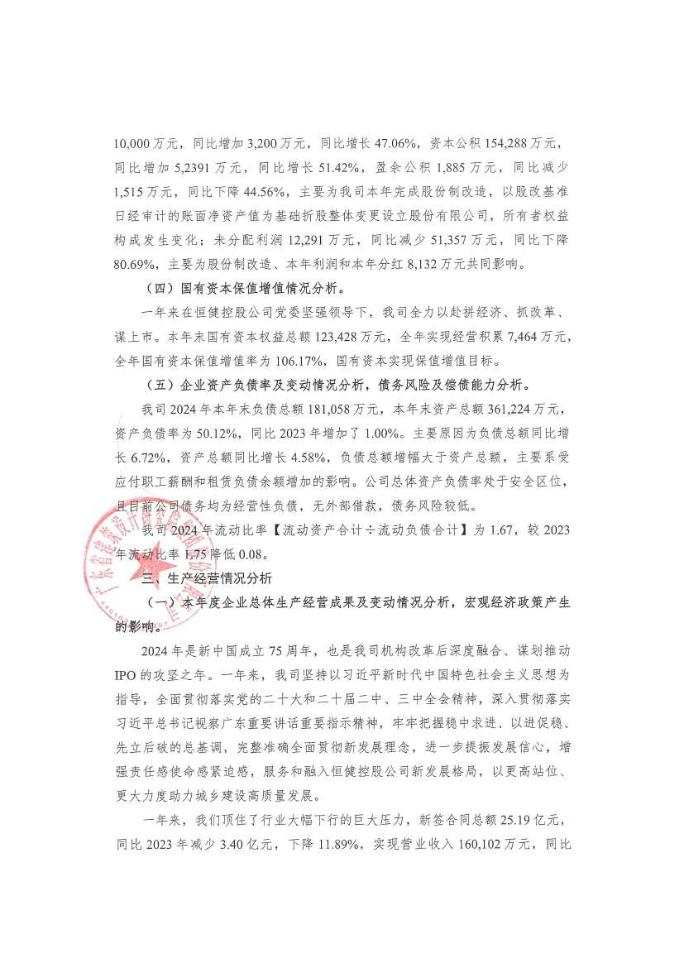 10,000 万元，同比增加 3,200 万元，同比增长 47.06%，资本公积 154,288 万元，
同比增加 5,2391 万元，同比增长 51.42%，盈余公积 1,885 万元，同比减少
1,515 万元，同比下降 44.56%，主要为我司本年完成股份制改造，以股改基准
日经审计的账面净资产值为基础折股整体变更设立股份有限公司，所有者权益
构成发生变化；未分配利润 12,291 万元，同比减少 51,357 万元，同比下降
80.69%，主要为股份制改造、本年利润和本年分红 8,132 万元共同影响。
（四）国有资本保值增值情况分析。
一年来在恒健控股公司党委坚强领导下，我司全力以赴拼经济、抓改革、
谋上市。本年末国有资本权益总额 123,428 万元，全年实现经营积累 7,464 万元，
全年国有资本保值增值率为 106.17%，国有资本实现保值增值目标。
（五）企业资产负债率及变动情况分析，债务风险及偿债能力分析。
我司 2024 年本年末负债总额 181,058 万元，本年末资产总额 361,224 万元，
资产负债率为 50.12%，同比 2023 年增加了 1.00%。主要原因为负债总额同比增
长 6.72%，资产总额同比增长 4.58%，负债总额增幅大于资产总额，主要系受
应付职工薪酬和租赁负债余额增加的影响。公司总体资产负债率处于安全区位，
且目前公司债务均为经营性负债，无外部借款，债务风险较低。
我司 2024 年流动比率【流动资产合计÷流动负债合计】为 1.67，较 2023
年流动比率 1.75 降低 0.08。
三、生产经营情况分析
（一）本年度企业总体生产经营成果及变动情况分析，宏观经济政策产生
的影响。
2024 年是新中国成立 75 周年，也是我司机构改革后深度融合、谋划推动
IPO 的攻坚之年。一年来，我司坚持以习近平新时代中国特色社会主义思想为
指导，全面贯彻落实党的二十大和二十届二中、三中全会精神，深入贯彻落实
习近平总书记视察广东重要讲话重要指示精神，牢牢把握稳中求进、以进促稳、
先立后破的总基调，完整准确全面贯彻新发展理念，进一步提振发展信心，增
强责任感使命感紧迫感，服务和融入恒健控股公司新发展格局，以更高站位、
更大力度助力城乡建设高质量发展。
一年来，我们顶住了行业大幅下行的巨大压力，新签合同总额 25.19 亿元，
同比 2023 年减少 3.40 亿元，下降 11.89%，实现营业收入 160,102 万元，同比
广东省建筑设计研究院集团股份有限公司